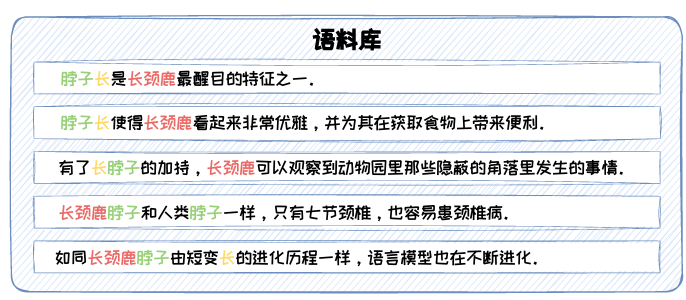 语料库
脖子长是长颈鹿最醒目的特征之一.
脖子长使得长颈鹿看起来非常优雅，并为其在获取食物上带来便利.
有了长脖子的加持，长颈鹿可以观察到动物园里那些隐蔽的角落里发生的事情.
长颈鹿脖子和人类脖子一样，只有七节颈椎，也容易患颈椎病.
如同长颈鹿脖子由短变长的进化历程一样，语言模型也在不断进化.